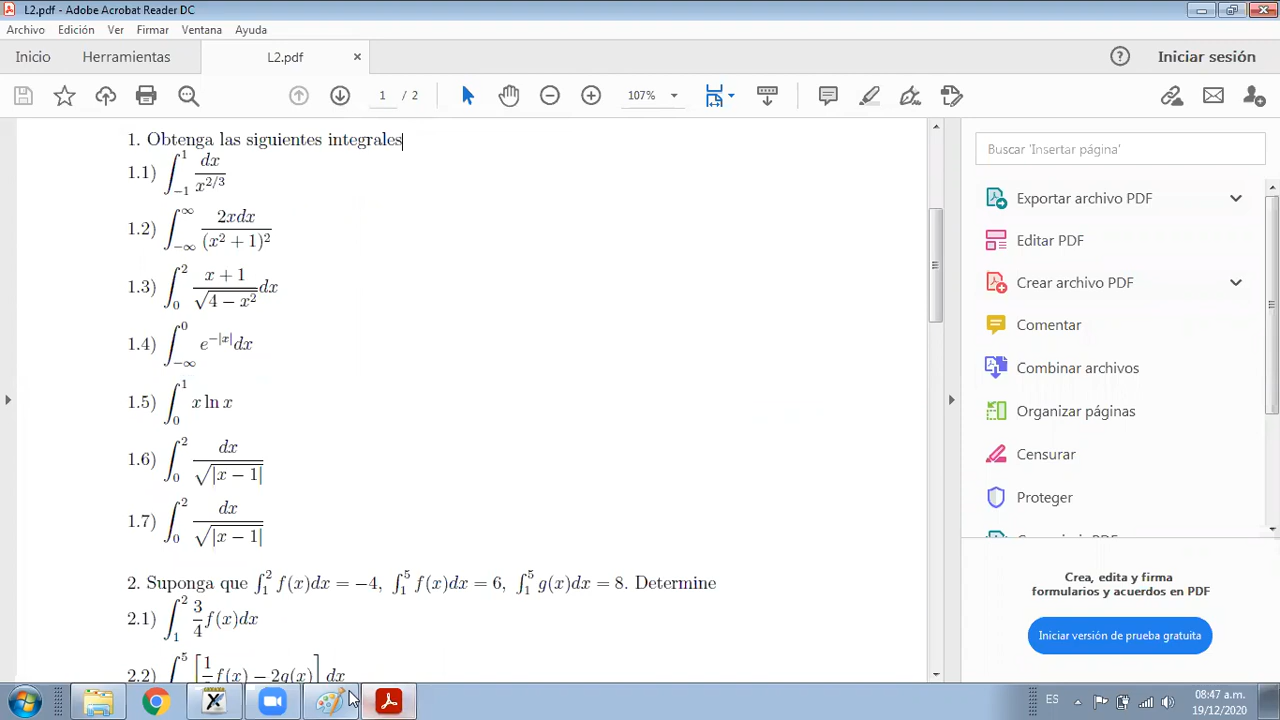 L2.pdf - Adobe Acrobat Reader DC
Archivo Edición Ver Firmar Ventana Ayuda
Inicio Herramientas L2.pdf × Iniciar sesión
1 / 2 107%
1. Obtenga las siguientes integrales
1.1) ∫_{-1}^{1} dx / x^{2/3}
1.2) ∫_{-∞}^{∞} 2xdx / (x² + 1)²
1.3) ∫_0^2 (x + 1) / √(4 − x²) dx
1.4) ∫_{-∞}^0 e^{−|x|}dx
1.5) ∫_0^1 x ln x
1.6) ∫_0^2 dx / √|x − 1|
1.7) ∫_0^2 dx / √|x − 1|
2. Suponga que ∫_1^2 f(x)dx = −4, ∫_1^5 f(x)dx = 6, ∫_1^5 g(x)dx = 8. Determine
2.1) ∫_1^2 3/4 f(x)dx
2.2) ∫^5 [1 f(x) − 2g(x)] dx
Buscar 'Insertar página'
Exportar archivo PDF
Editar PDF
Crear archivo PDF
Comentar
Combinar archivos
Organizar páginas
Censurar
Proteger
Crea, edita y firma
formularios y acuerdos en PDF
Iniciar versión de prueba gratuita
ES
08:47 a.m.
19/12/2020